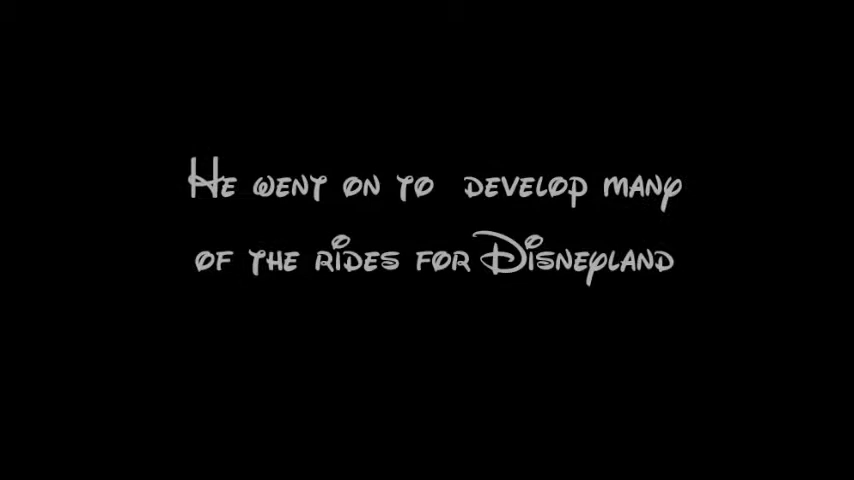 He went on to develop many
of the rides for Disneyland